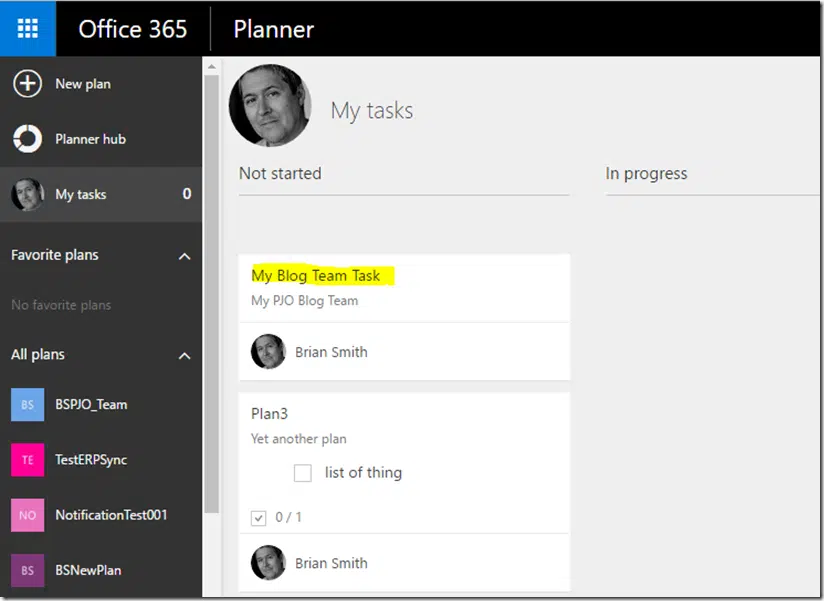 Office 365
Planner
New plan
Planner hub
My tasks
0
Favorite plans
No favorite plans
All plans
BS
BSPJO_Team
TE
TestERPSync
NO
NotificationTest001
BS
BSNewPlan
My tasks
Not started
In progress
My Blog Team Task
My PJO Blog Team
Brian Smith
Plan3
Yet another plan
list of thing
0 / 1
Brian Smith